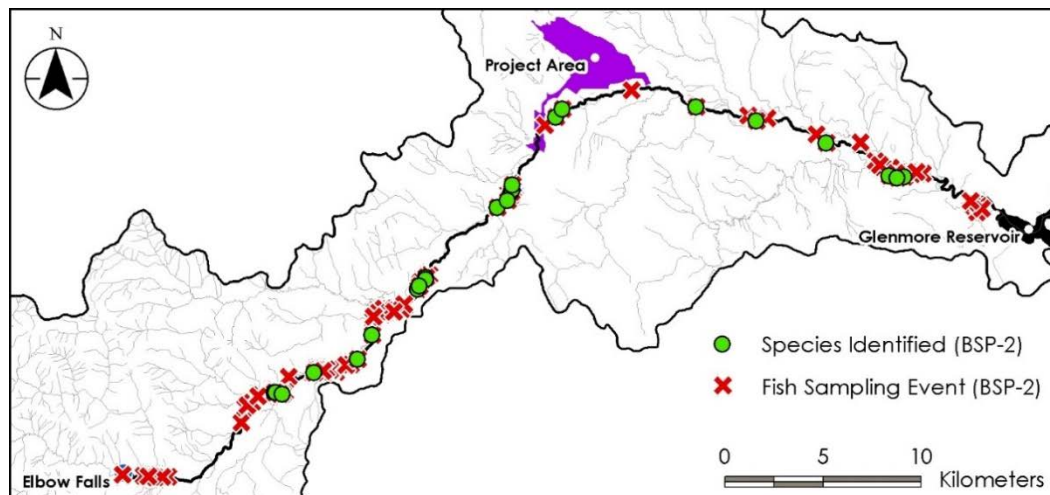 N
Project Area
Glenmore Reservoir
Species Identified (BSP-2)
Fish Sampling Event (BSP-2)
Elbow Falls
0 5 10
Kilometers